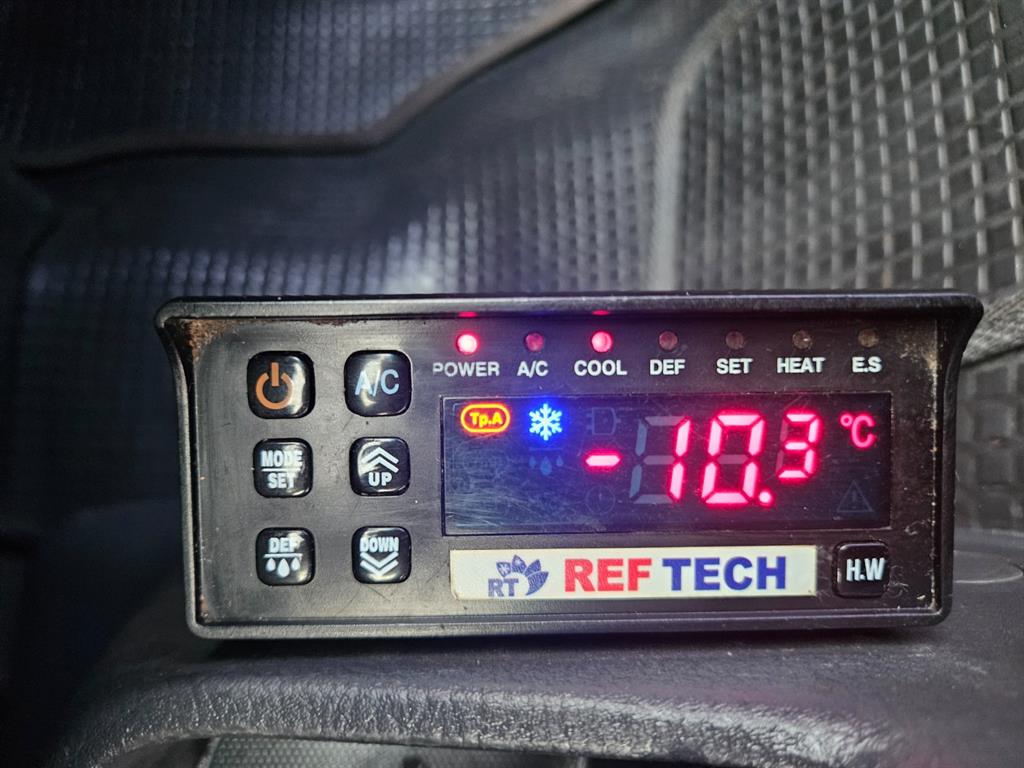 POWER A/C COOL DEF SET HEAT E.S
A/C
Tp.A
-10.3 °C
MODE
SET
UP
DEF
DOWN
RT REF TECH
H.W